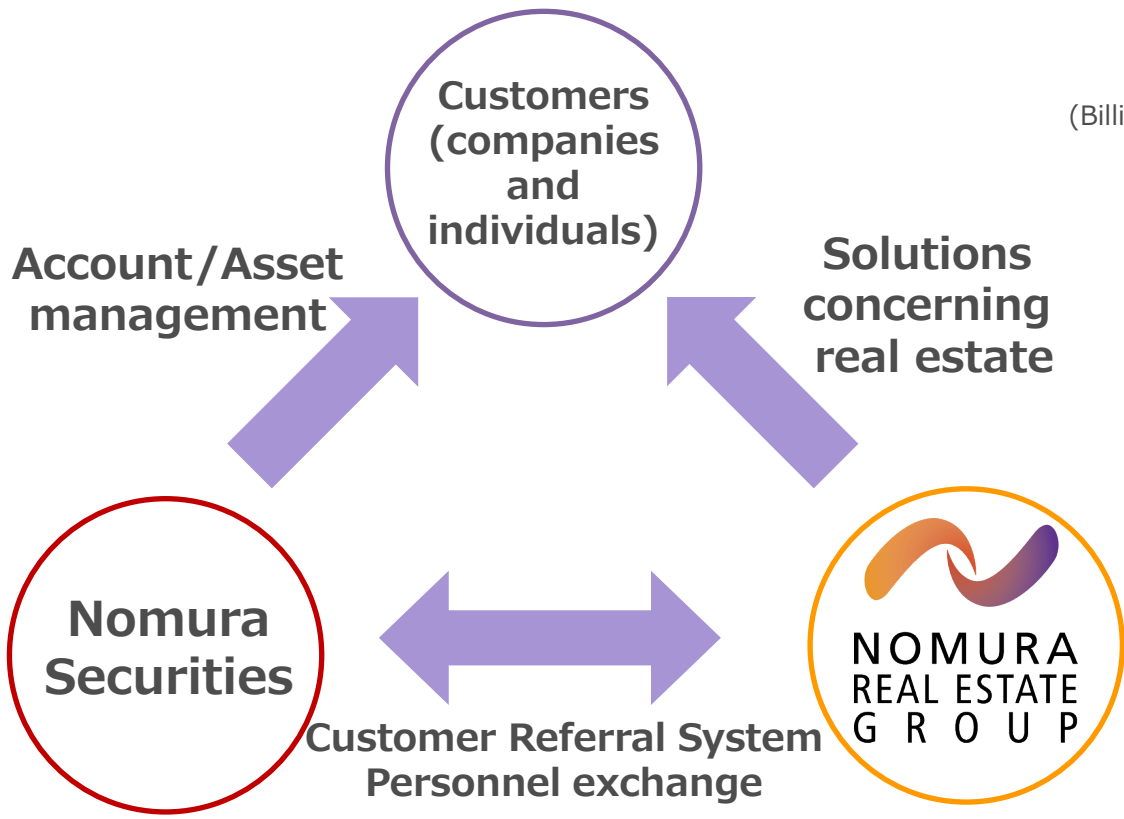 Customers
(companies
and
individuals)
(Billi
Account/Asset
management
Solutions
concerning
real estate
Nomura
Securities
NOMURA
REAL ESTATE
GROUP
Customer Referral System
Personnel exchange